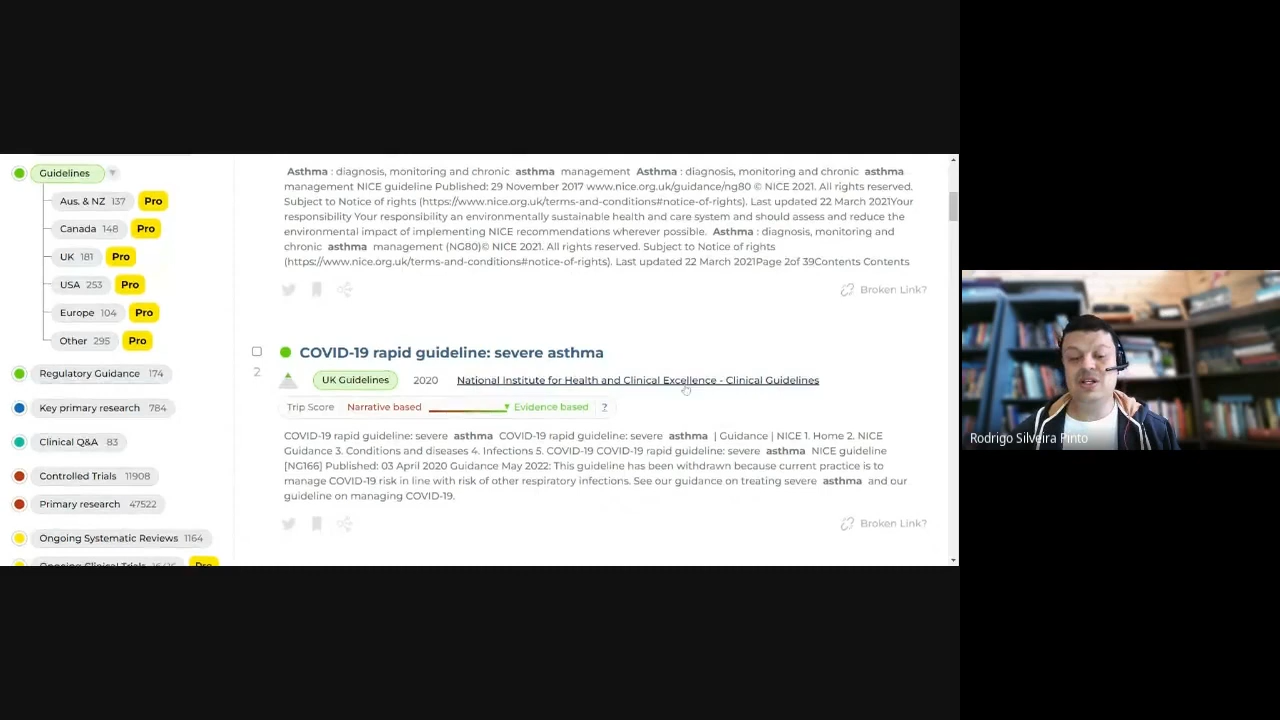 Guidelines
Aus. & NZ 137 Pro
Canada 148 Pro
UK 181 Pro
USA 253 Pro
Europe 104 Pro
Other 295 Pro
Regulatory Guidance 174
Key primary research 784
Clinical Q&A 83
Controlled Trials 11908
Primary research 47522
Ongoing Systematic Reviews 1164
Ongoing Clinical Trials Pro
Asthma : diagnosis, monitoring and chronic asthma management Asthma : diagnosis, monitoring and chronic asthma
management NICE guideline Published: 29 November 2017 www.nice.org.uk/guidance/ng80 © NICE 2021. All rights reserved.
Subject to Notice of rights (https://www.nice.org.uk/terms-and-conditions#notice-of-rights). Last updated 22 March 2021Your
responsibility Your responsibility an environmentally sustainable health and care system and should assess and reduce the
environmental impact of implementing NICE recommendations wherever possible. Asthma : diagnosis, monitoring and
chronic asthma management (NG80)© NICE 2021. All rights reserved. Subject to Notice of rights
(https://www.nice.org.uk/terms-and-conditions#notice-of-rights). Last updated 22 March 2021Page 2of 39Contents Contents
Broken Link?
COVID-19 rapid guideline: severe asthma
2
UK Guidelines 2020 National Institute for Health and Clinical Excellence - Clinical Guidelines
Trip Score Narrative based Evidence based ?
COVID-19 rapid guideline: severe asthma COVID-19 rapid guideline: severe asthma | Guidance | NICE 1. Home 2. NICE
Guidance 3. Conditions and diseases 4. Infections 5. COVID-19 COVID-19 rapid guideline: severe asthma NICE guideline
[NG166] Published: 03 April 2020 Guidance May 2022: This guideline has been withdrawn because current practice is to
manage COVID-19 risk in line with risk of other respiratory infections. See our guidance on treating severe asthma and our
guideline on managing COVID-19.
Broken Link?
Rodrigo Silveira Pinto